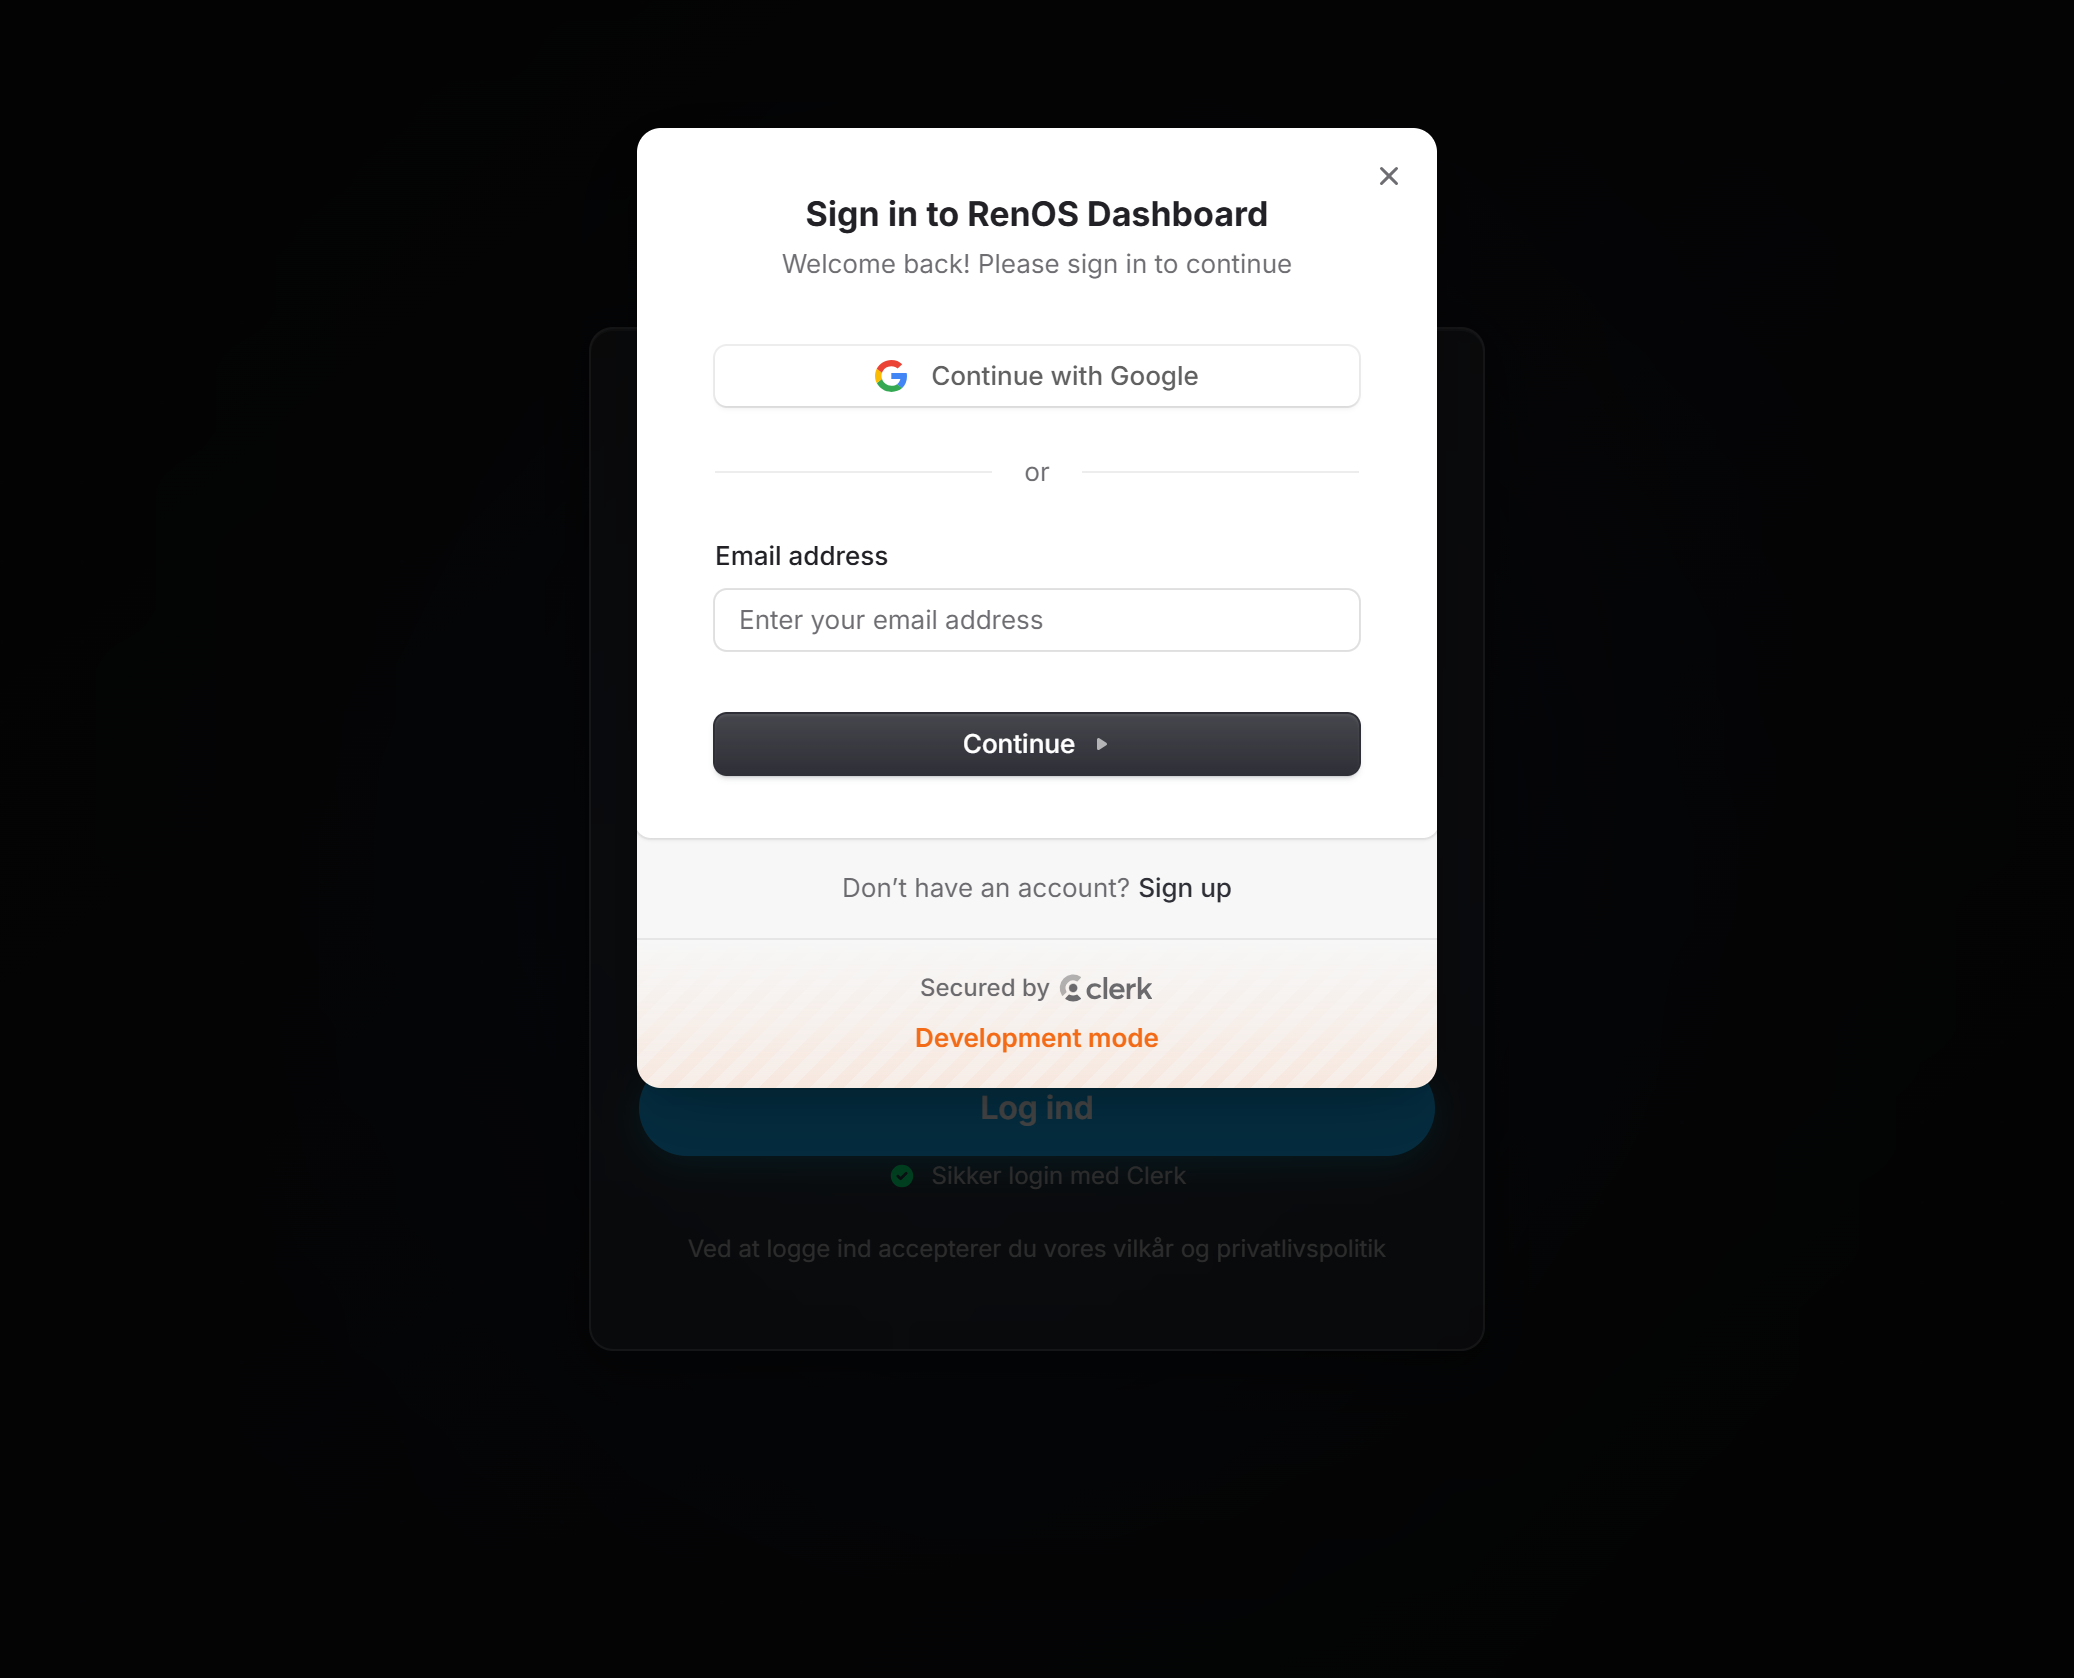 Sign in to RenOS Dashboard
Welcome back! Please sign in to continue
Continue with Google
or
Email address
Enter your email address
Continue
Don’t have an account? Sign up
Secured by clerk
Development mode
Log ind
Sikker login med Clerk
Ved at logge ind accepterer du vores vilkår og privatlivspolitik